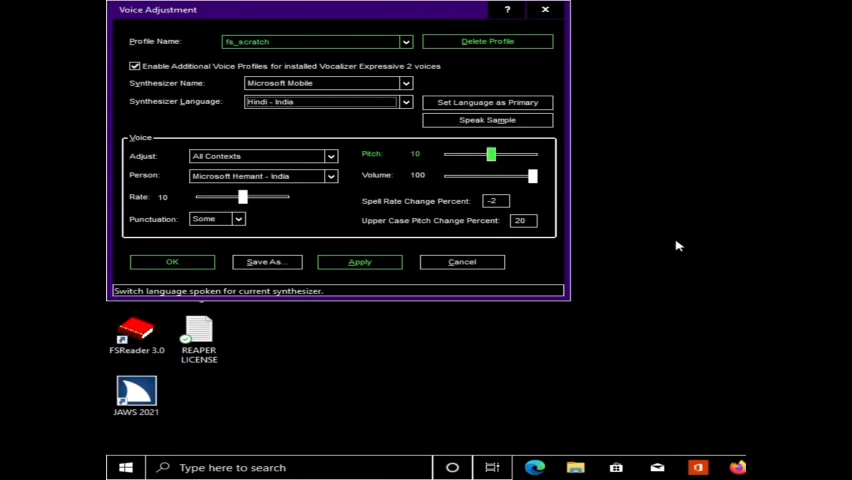 Voice Adjustment ?
Profile Name: fs_scratch Delete Profile
Enable Additional Voice Profiles for installed Vocalizer Expressive 2 voices
Synthesizer Name: Microsoft Mobile
Synthesizer Language: Hindi - India Set Language as Primary
Speak Sample
Voice
Adjust: All Contexts Pitch: 10
Person: Microsoft Hemant - India Volume: 100
Rate: 10 Spell Rate Change Percent: -2
Punctuation: Some Upper Case Pitch Change Percent: 20
OK Save As... Apply Cancel
Switch language spoken for current synthesizer.
FSReader 3.0 REAPER
LICENSE
JAWS 2021
Type here to search